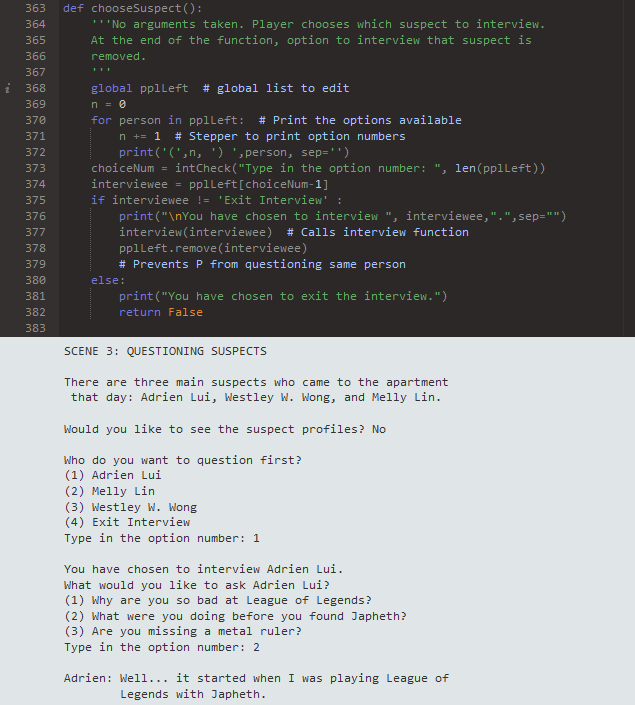 363 def chooseSuspect():
364     '''No arguments taken. Player chooses which suspect to interview.
365     At the end of the function, option to interview that suspect is
366     removed.
367     '''
i 368     global pplLeft  # global list to edit
369     n = 0
370     for person in pplLeft:  # Print the options available
371         n += 1  # Stepper to print option numbers
372         print('(',n, ') ',person, sep='')
373     choiceNum = intCheck("Type in the option number: ", len(pplLeft))
374     interviewee = pplLeft[choiceNum-1]
375     if interviewee != 'Exit Interview' :
376         print("\nYou have chosen to interview ", interviewee,".",sep="")
377         interview(interviewee)  # Calls interview function
378         pplLeft.remove(interviewee)
379         # Prevents P from questioning same person
380     else:
381         print("You have chosen to exit the interview.")
382         return False
383
SCENE 3: QUESTIONING SUSPECTS
There are three main suspects who came to the apartment
that day: Adrien Lui, Westley W. Wong, and Melly Lin.
Would you like to see the suspect profiles? No
Who do you want to question first?
(1) Adrien Lui
(2) Melly Lin
(3) Westley W. Wong
(4) Exit Interview
Type in the option number: 1
You have chosen to interview Adrien Lui.
What would you like to ask Adrien Lui?
(1) Why are you so bad at League of Legends?
(2) What were you doing before you found Japheth?
(3) Are you missing a metal ruler?
Type in the option number: 2
Adrien: Well... it started when I was playing League of
Legends with Japheth.